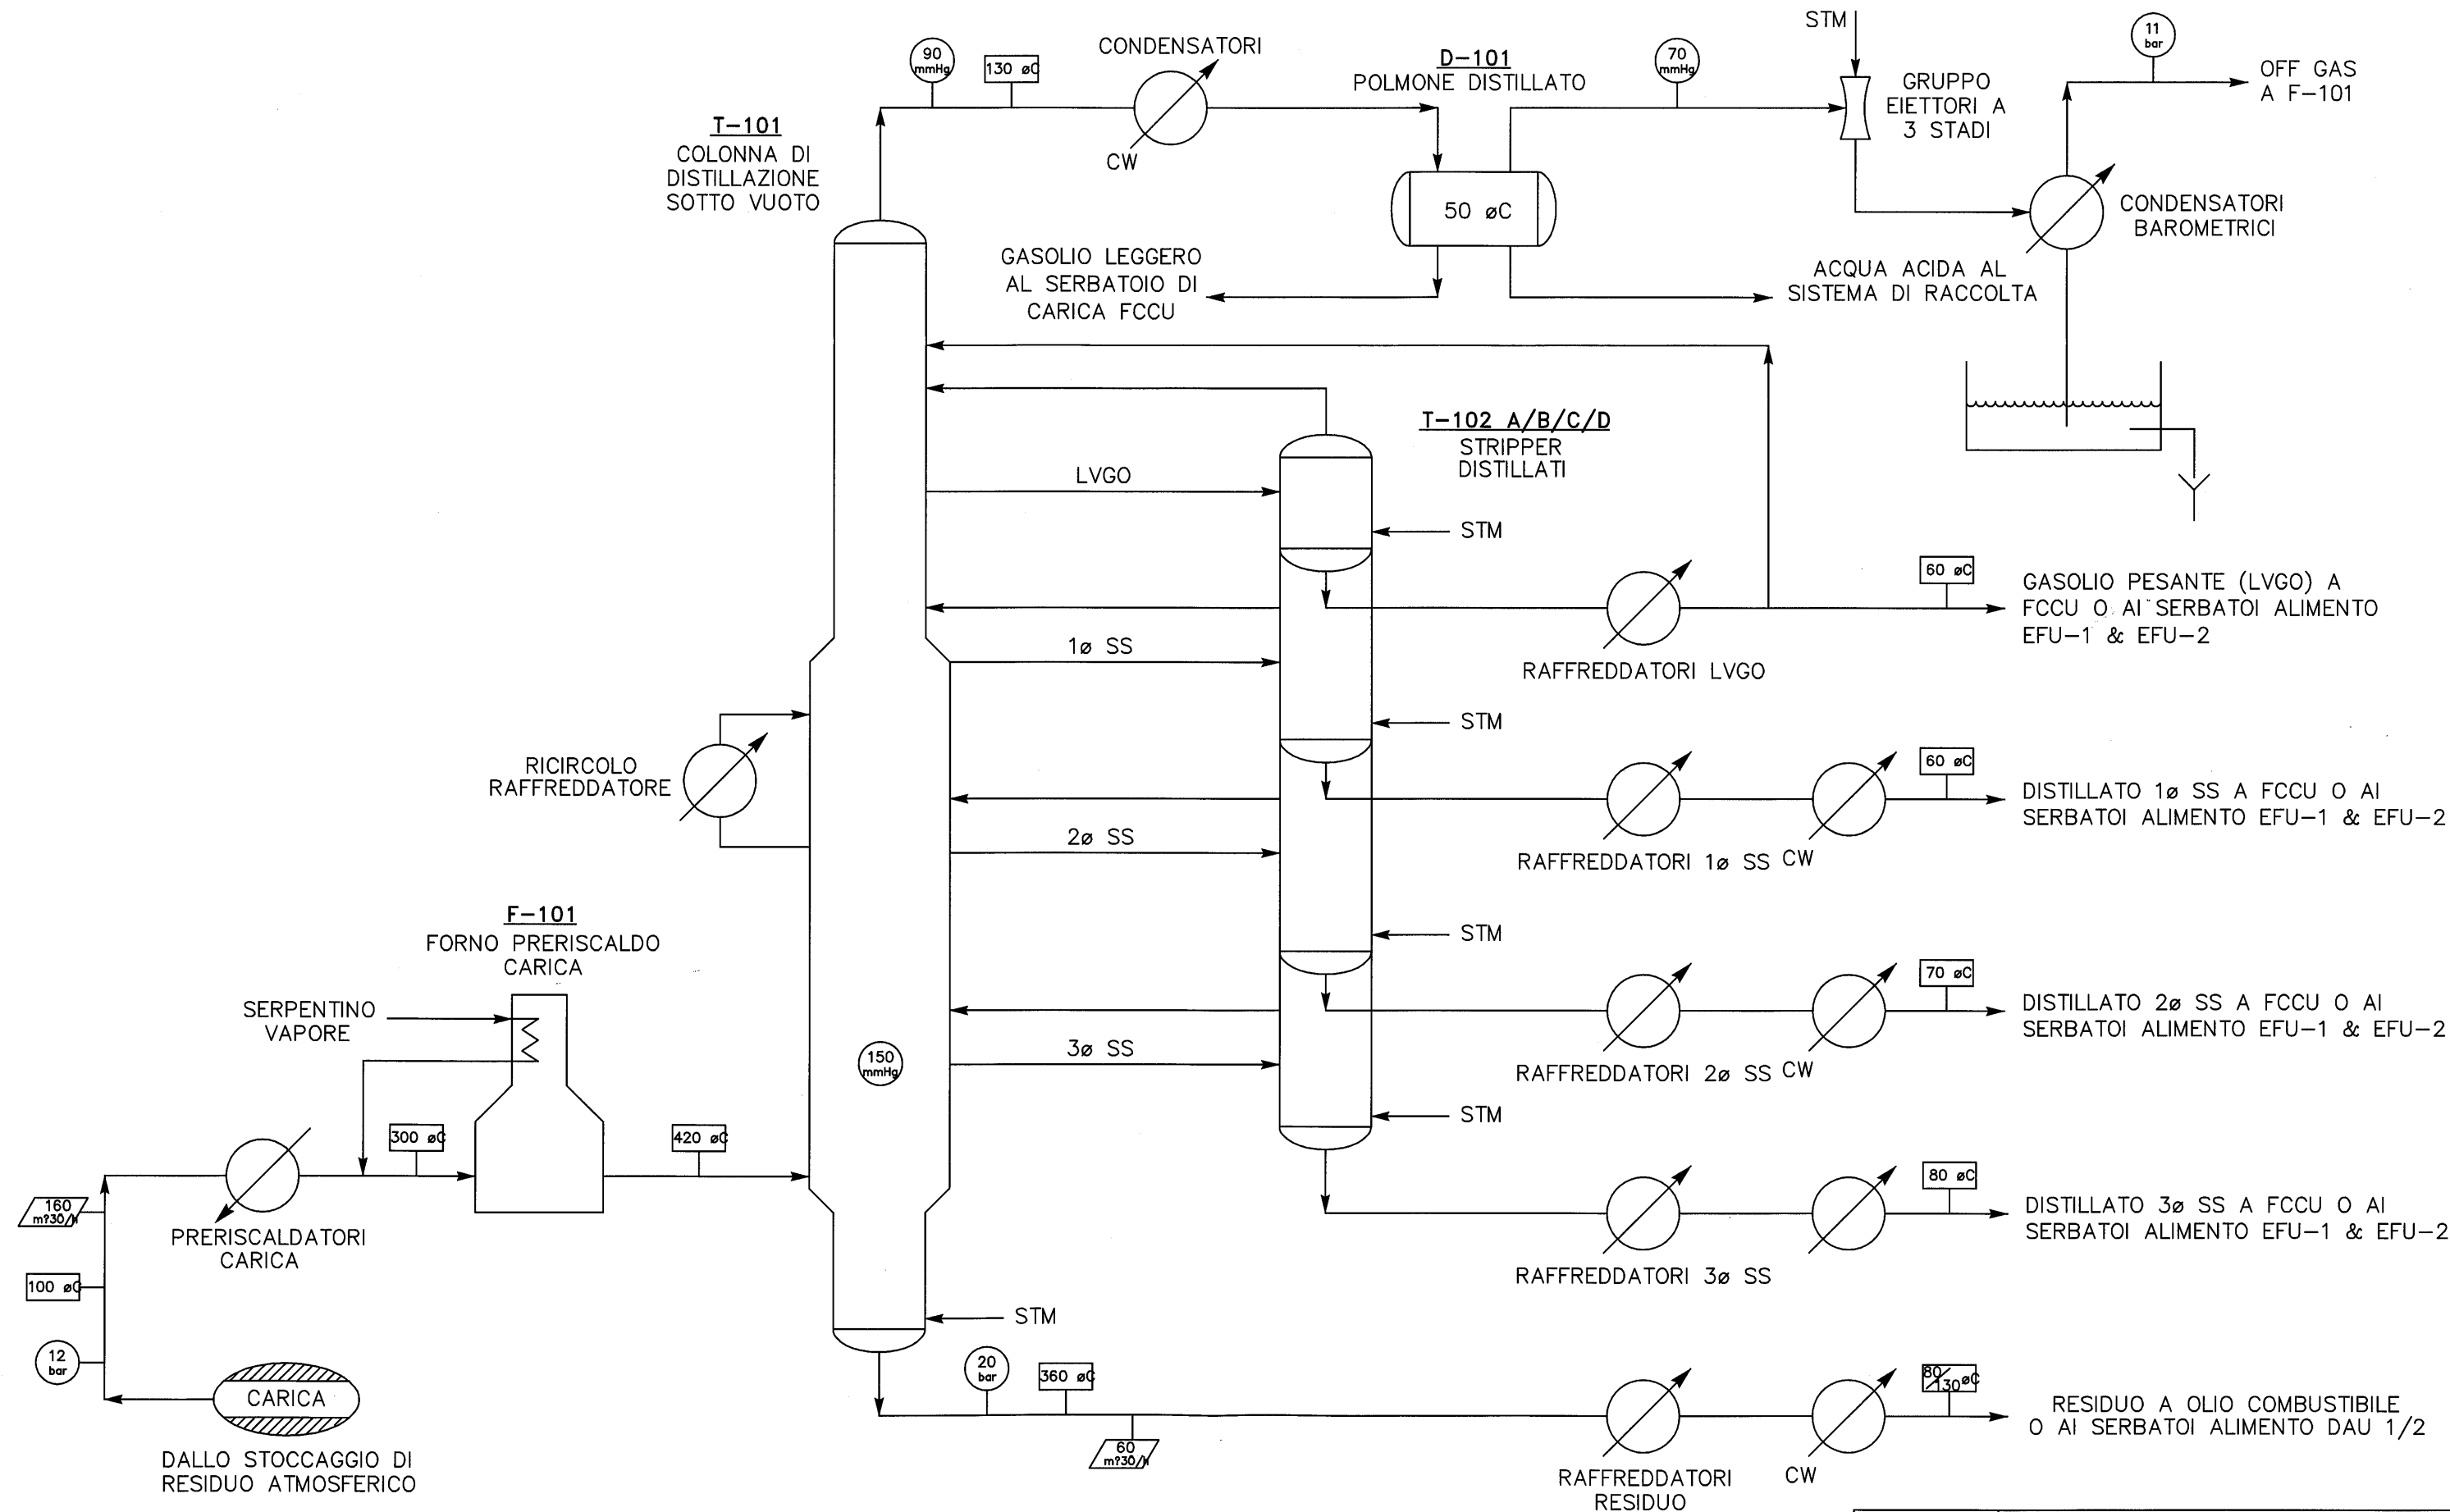 STM
11
bar
90
mmHg
130 øC
CONDENSATORI
CW
D-101
POLMONE DISTILLATO
70
mmHg
GRUPPO
EIETTORI A
3 STADI
OFF GAS
A F-101
T-101
COLONNA DI
DISTILLAZIONE
SOTTO VUOTO
50 øC
CONDENSATORI
BAROMETRICI
GASOLIO LEGGERO
AL SERBATOIO DI
CARICA FCCU
ACQUA ACIDA AL
SISTEMA DI RACCOLTA
T-102 A/B/C/D
STRIPPER
DISTILLATI
LVGO
STM
60 øC
GASOLIO PESANTE (LVGO) A
FCCU O AI SERBATOI ALIMENTO
EFU-1 & EFU-2
1ø SS
RAFFREDDATORI LVGO
STM
RICIRCOLO
RAFFREDDATORE
60 øC
DISTILLATO 1ø SS A FCCU O AI
SERBATOI ALIMENTO EFU-1 & EFU-2
2ø SS
RAFFREDDATORI 1ø SS
CW
F-101
FORNO PRERISCALDO
CARICA
STM
70 øC
SERPENTINO
VAPORE
DISTILLATO 2ø SS A FCCU O AI
SERBATOI ALIMENTO EFU-1 & EFU-2
150
mmHg
3ø SS
RAFFREDDATORI 2ø SS
CW
STM
300 øC
420 øC
80 øC
160
m?30/h
PRERISCALDATORI
CARICA
DISTILLATO 3ø SS A FCCU O AI
SERBATOI ALIMENTO EFU-1 & EFU-2
100 øC
RAFFREDDATORI 3ø SS
STM
12
bar
CARICA
20
bar
360 øC
80/130 øC
RESIDUO A OLIO COMBUSTIBILE
O AI SERBATOI ALIMENTO DAU 1/2
60
m?30/h
DALLO STOCCAGGIO DI
RESIDUO ATMOSFERICO
RAFFREDDATORI
RESIDUO
CW